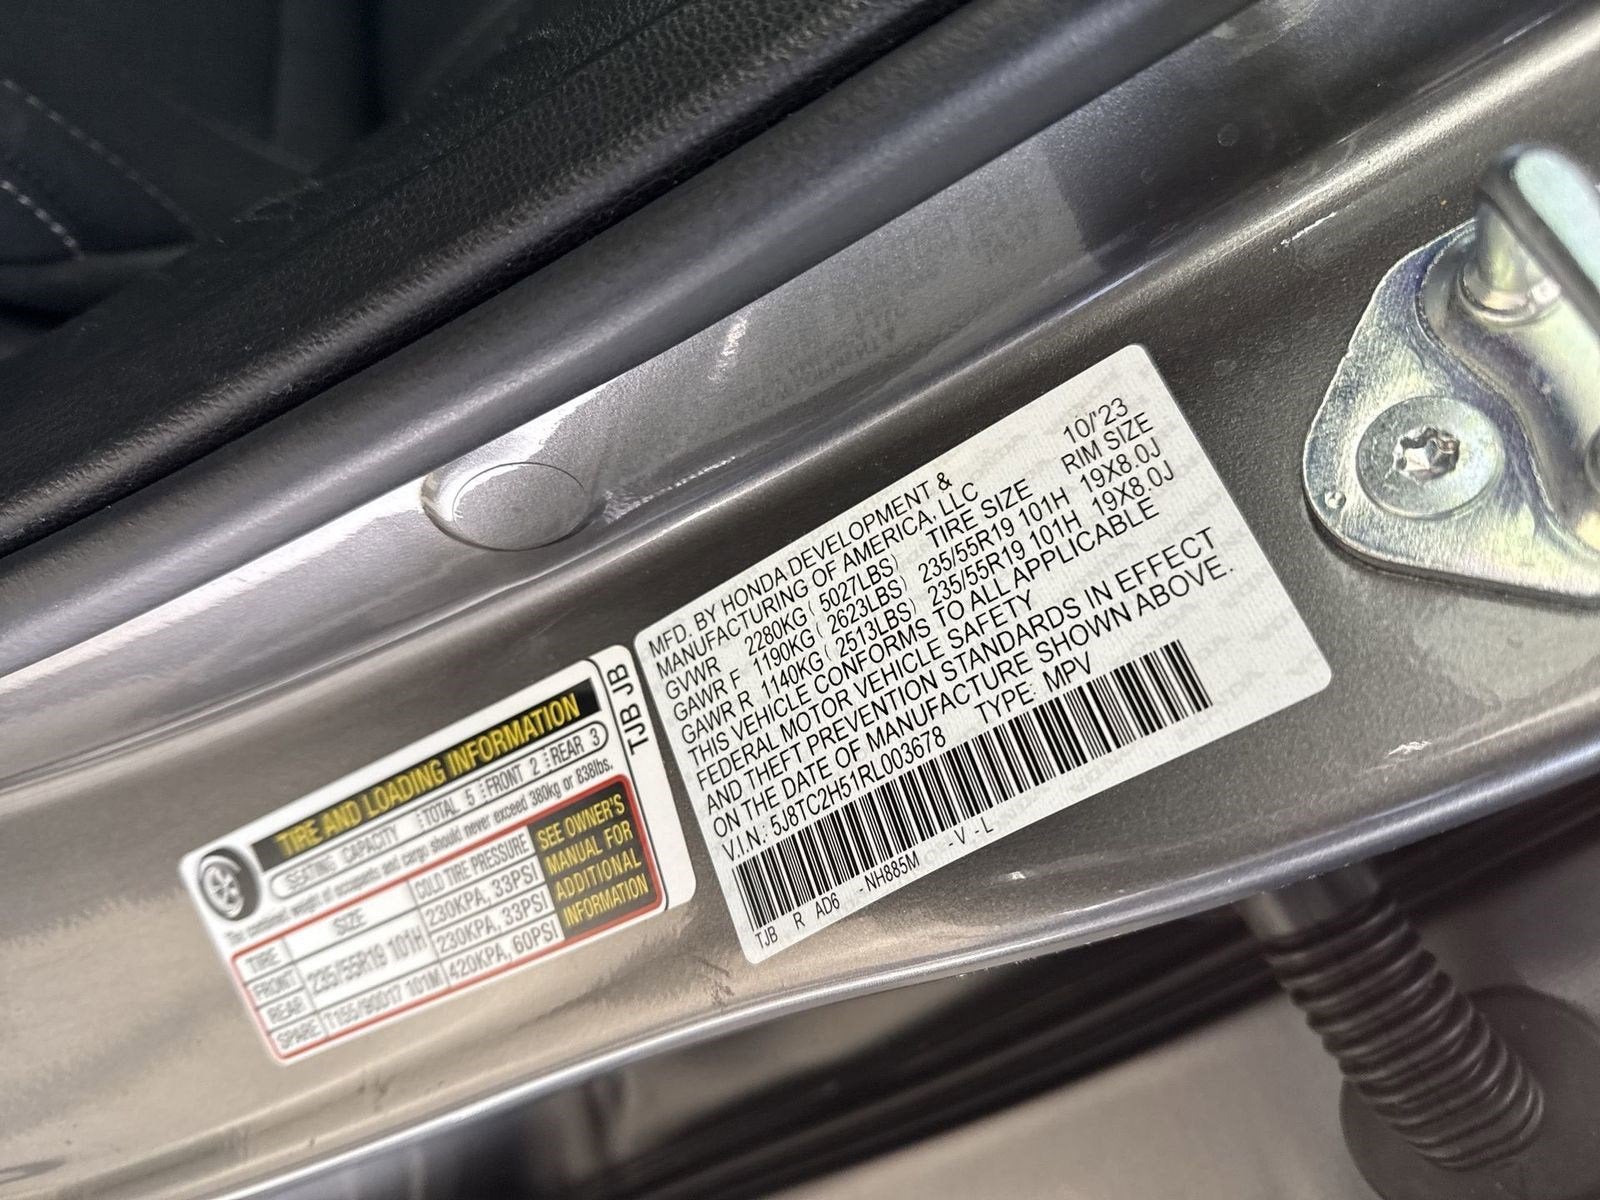 MFD. BY HONDA DEVELOPMENT &
MANUFACTURING OF AMERICA, LLC 10/'23
GVWR 2280KG( 5027LBS) TIRE SIZE RIM SIZE
GAWR F 1190KG( 2623LBS) 235/55R19 101H 19X8.0J
GAWR R 1140KG( 2513LBS) 235/55R19 101H 19X8.0J
THIS VEHICLE CONFORMS TO ALL APPLICABLE
FEDERAL MOTOR VEHICLE SAFETY
AND THEFT PREVENTION STANDARDS IN EFFECT
ON THE DATE OF MANUFACTURE SHOWN ABOVE.
V.I.N.: 5J8TC2H51RL003678 TYPE: MPV
TJB R AD6 -NH885M -V -L
TIRE AND LOADING INFORMATION
SEATING CAPACITY TOTAL 5 FRONT 2 REAR 3
The combined weight of occupants and cargo should never exceed 380kg or 838lbs.
TIRE SIZE COLD TIRE PRESSURE
FRONT 235/55R19 101H 230KPA, 33PSI
REAR 230KPA, 33PSI
SPARE T155/90D17 101M 420KPA, 60PSI
SEE OWNER'S
MANUAL FOR
ADDITIONAL
INFORMATION
TJB JB